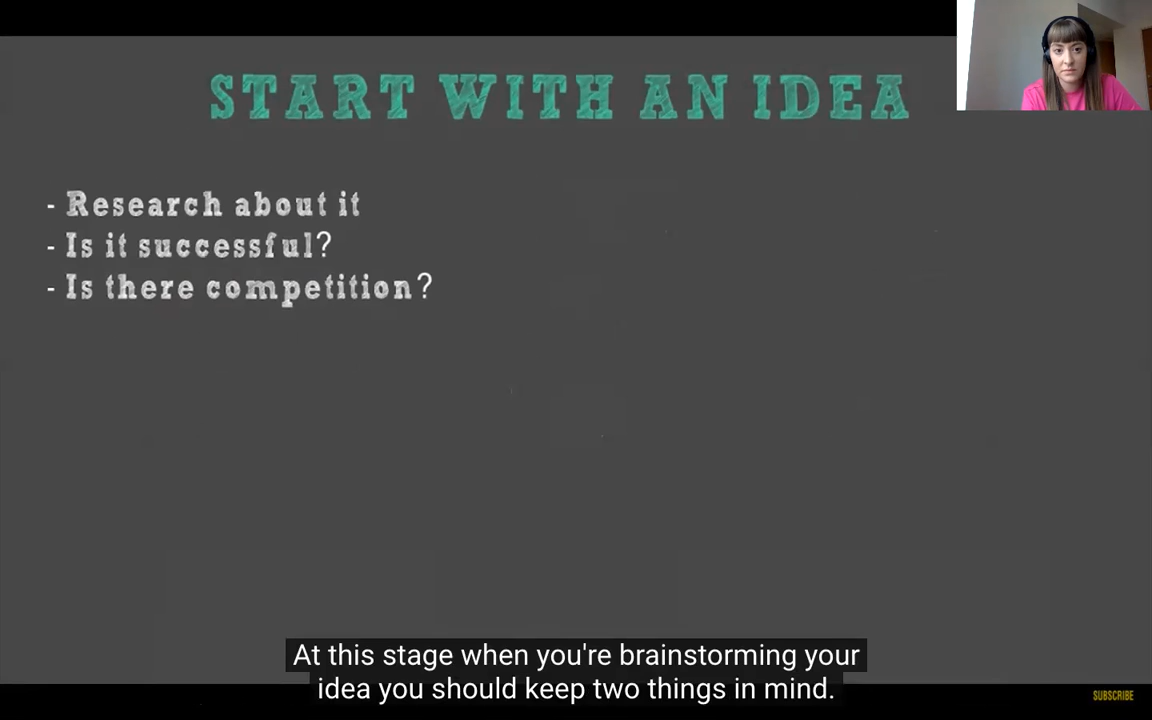 START WITH AN IDEA
- Research about it
- Is it successful?
- Is there competition?
At this stage when you're brainstorming your
idea you should keep two things in mind.
SUBSCRIBE